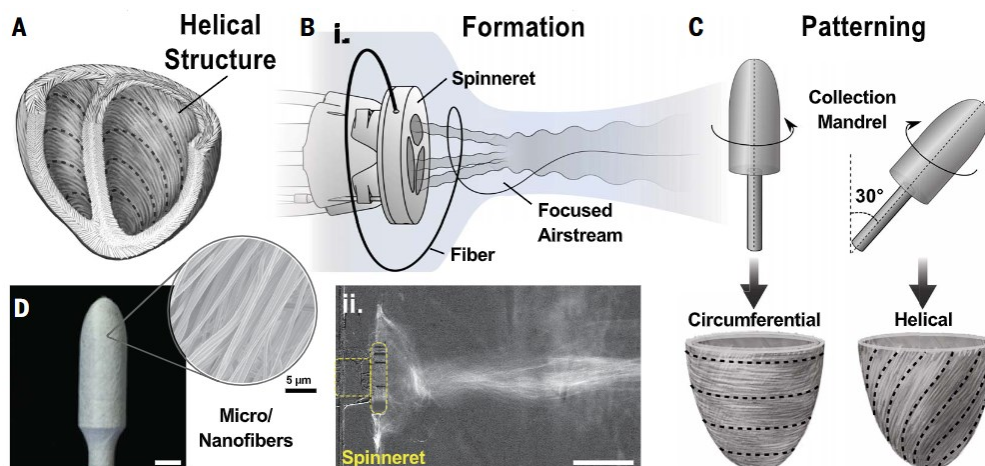 A
Helical
Structure
B
i.
Formation
Spinneret
Focused
Airstream
Fiber
C
Patterning
Collection
Mandrel
30°
Circumferential
Helical
D
5 µm
Micro/
Nanofibers
ii.
Spinneret